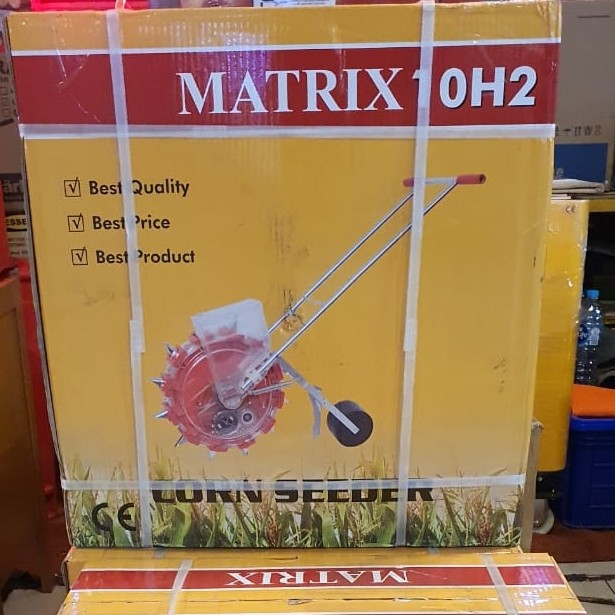 MATRIX 10H2
Best Quality
Best Price
Best Product
CORN SEEDER
CE
MATRIX